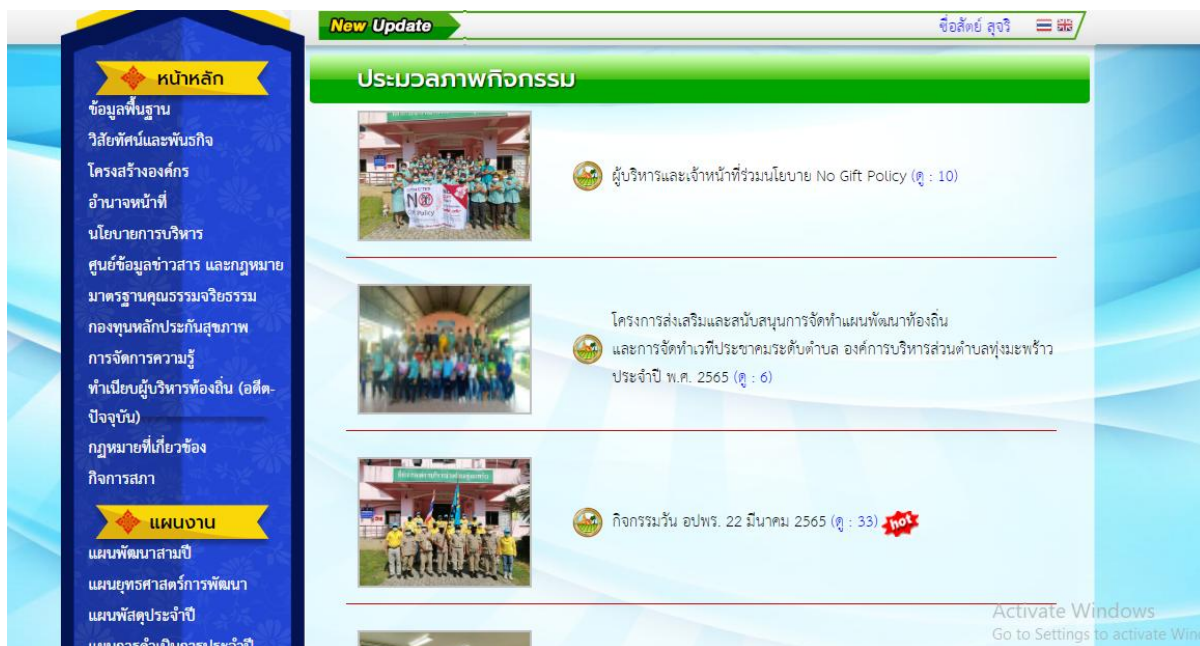 New Update
ซื่อสัตย์ สุจริ
หน้าหลัก
ข้อมูลพื้นฐาน
วิสัยทัศน์และพันธกิจ
โครงสร้างองค์กร
อำนาจหน้าที่
นโยบายการบริหาร
ศูนย์ข้อมูลข่าวสาร และกฎหมาย
มาตรฐานคุณธรรมจริยธรรม
กองทุนหลักประกันสุขภาพ
การจัดการความรู้
ทำเนียบผู้บริหารท้องถิ่น (อดีต-
ปัจจุบัน)
กฎหมายที่เกี่ยวข้อง
กิจการสภา
แผนงาน
แผนพัฒนาสามปี
แผนยุทธศาสตร์การพัฒนา
แผนพัสดุประจำปี
แผนการดำเนินการประจำปี
ประมวลภาพกิจกรรม
ผู้บริหารและเจ้าหน้าที่ร่วมนโยบาย No Gift Policy (ดู : 10)
โครงการส่งเสริมและสนับสนุนการจัดทำแผนพัฒนาท้องถิ่น
และการจัดทำเวทีประชาคมระดับตำบล องค์การบริหารส่วนตำบลทุ่งมะพร้าว
ประจำปี พ.ศ. 2565 (ดู : 6)
กิจกรรมวัน อปพร. 22 มีนาคม 2565 (ดู : 33) hot
Activate Windows
Go to Settings to activate Win